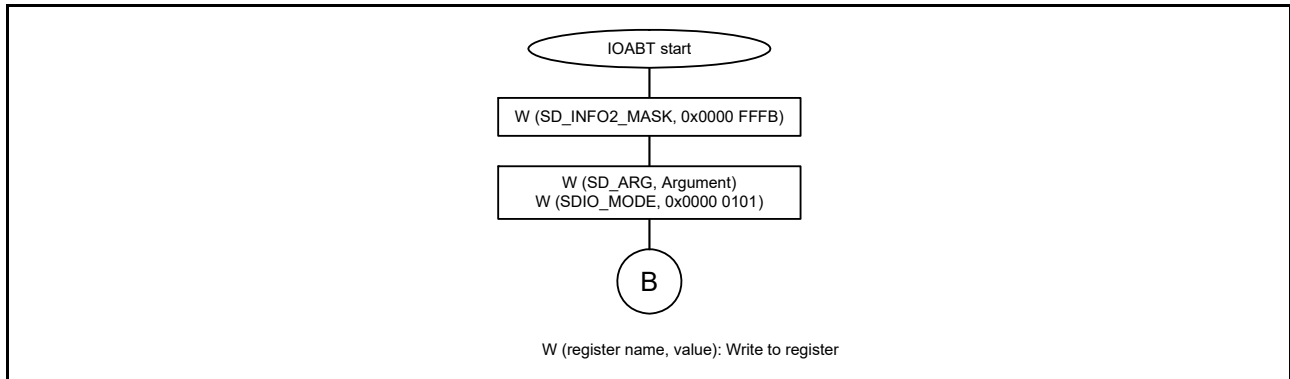 IOABT start
W (SD_INFO2_MASK, 0x0000 FFFB)
W (SD_ARG, Argument)
W (SDIO_MODE, 0x0000 0101)
B
W (register name, value): Write to register